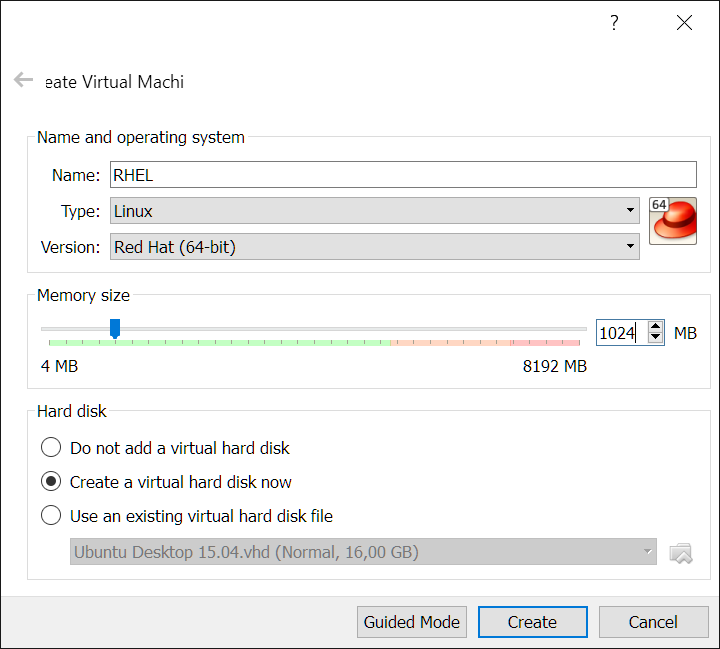 ?
eate Virtual Machi
Name and operating system
Name: RHEL
Type: Linux
64
Version: Red Hat (64-bit)
Memory size
1024 MB
4 MB 8192 MB
Hard disk
Do not add a virtual hard disk
Create a virtual hard disk now
Use an existing virtual hard disk file
Ubuntu Desktop 15.04.vhd (Normal, 16,00 GB)
Guided Mode Create Cancel